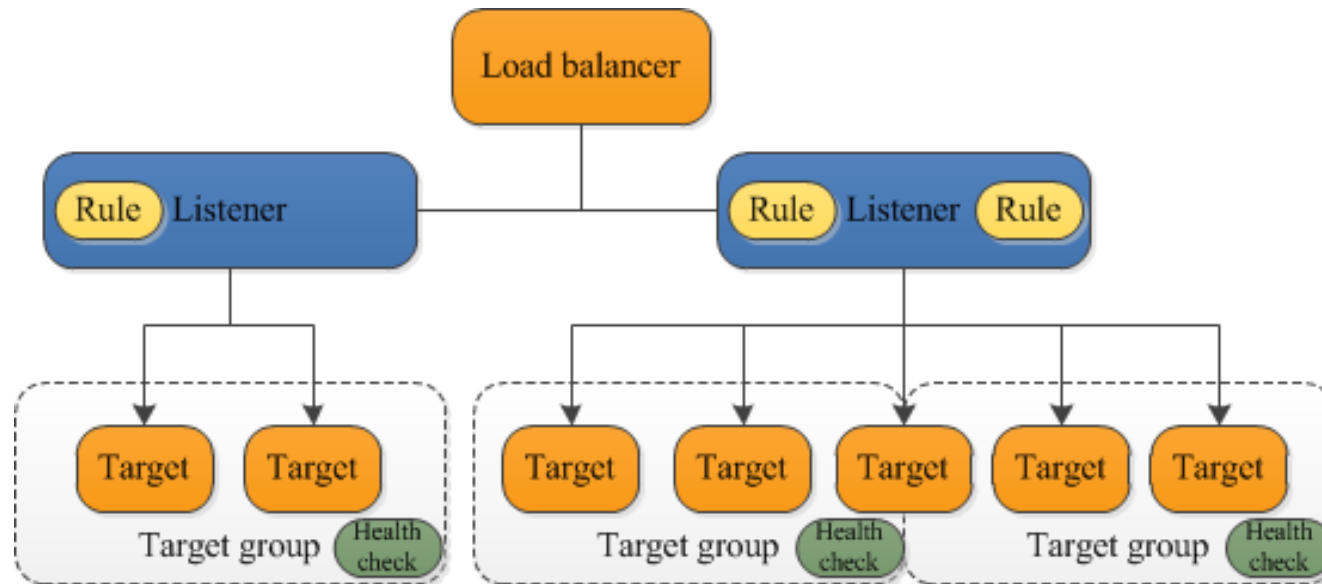 Load balancer
Rule Listener
Rule Listener Rule
Target Target
Target Target Target Target Target
Target group
Health
check
Target group
Health
check
Target group
Health
check